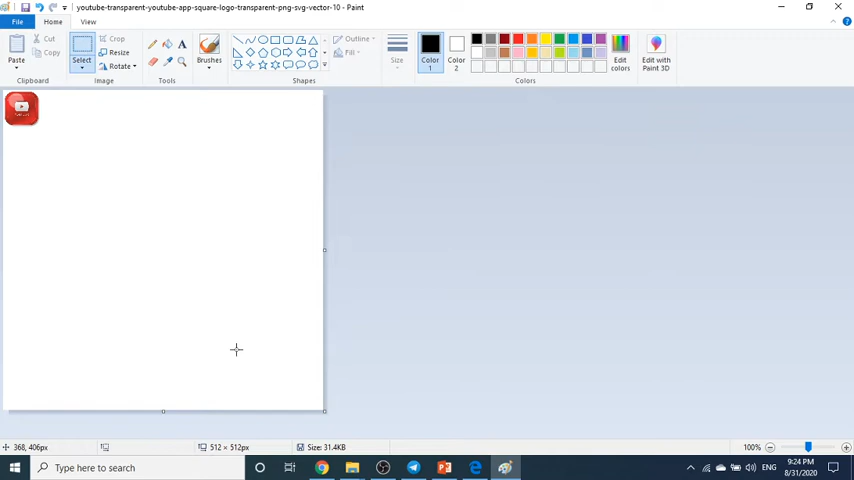 youtube-transparent-youtube-app-square-logo-transparent-png-svg-vector-10 - Paint
File
Home
View
Paste
Cut
Copy
Clipboard
Select
Crop
Resize
Rotate
Image
Tools
Brushes
Shapes
Outline
Fill
Size
Color
1
Color
2
Colors
Edit
colors
Edit with
Paint 3D
368, 406px
512 × 512px
Size: 31.4KB
100%
Type here to search
ENG
9:24 PM
8/31/2020